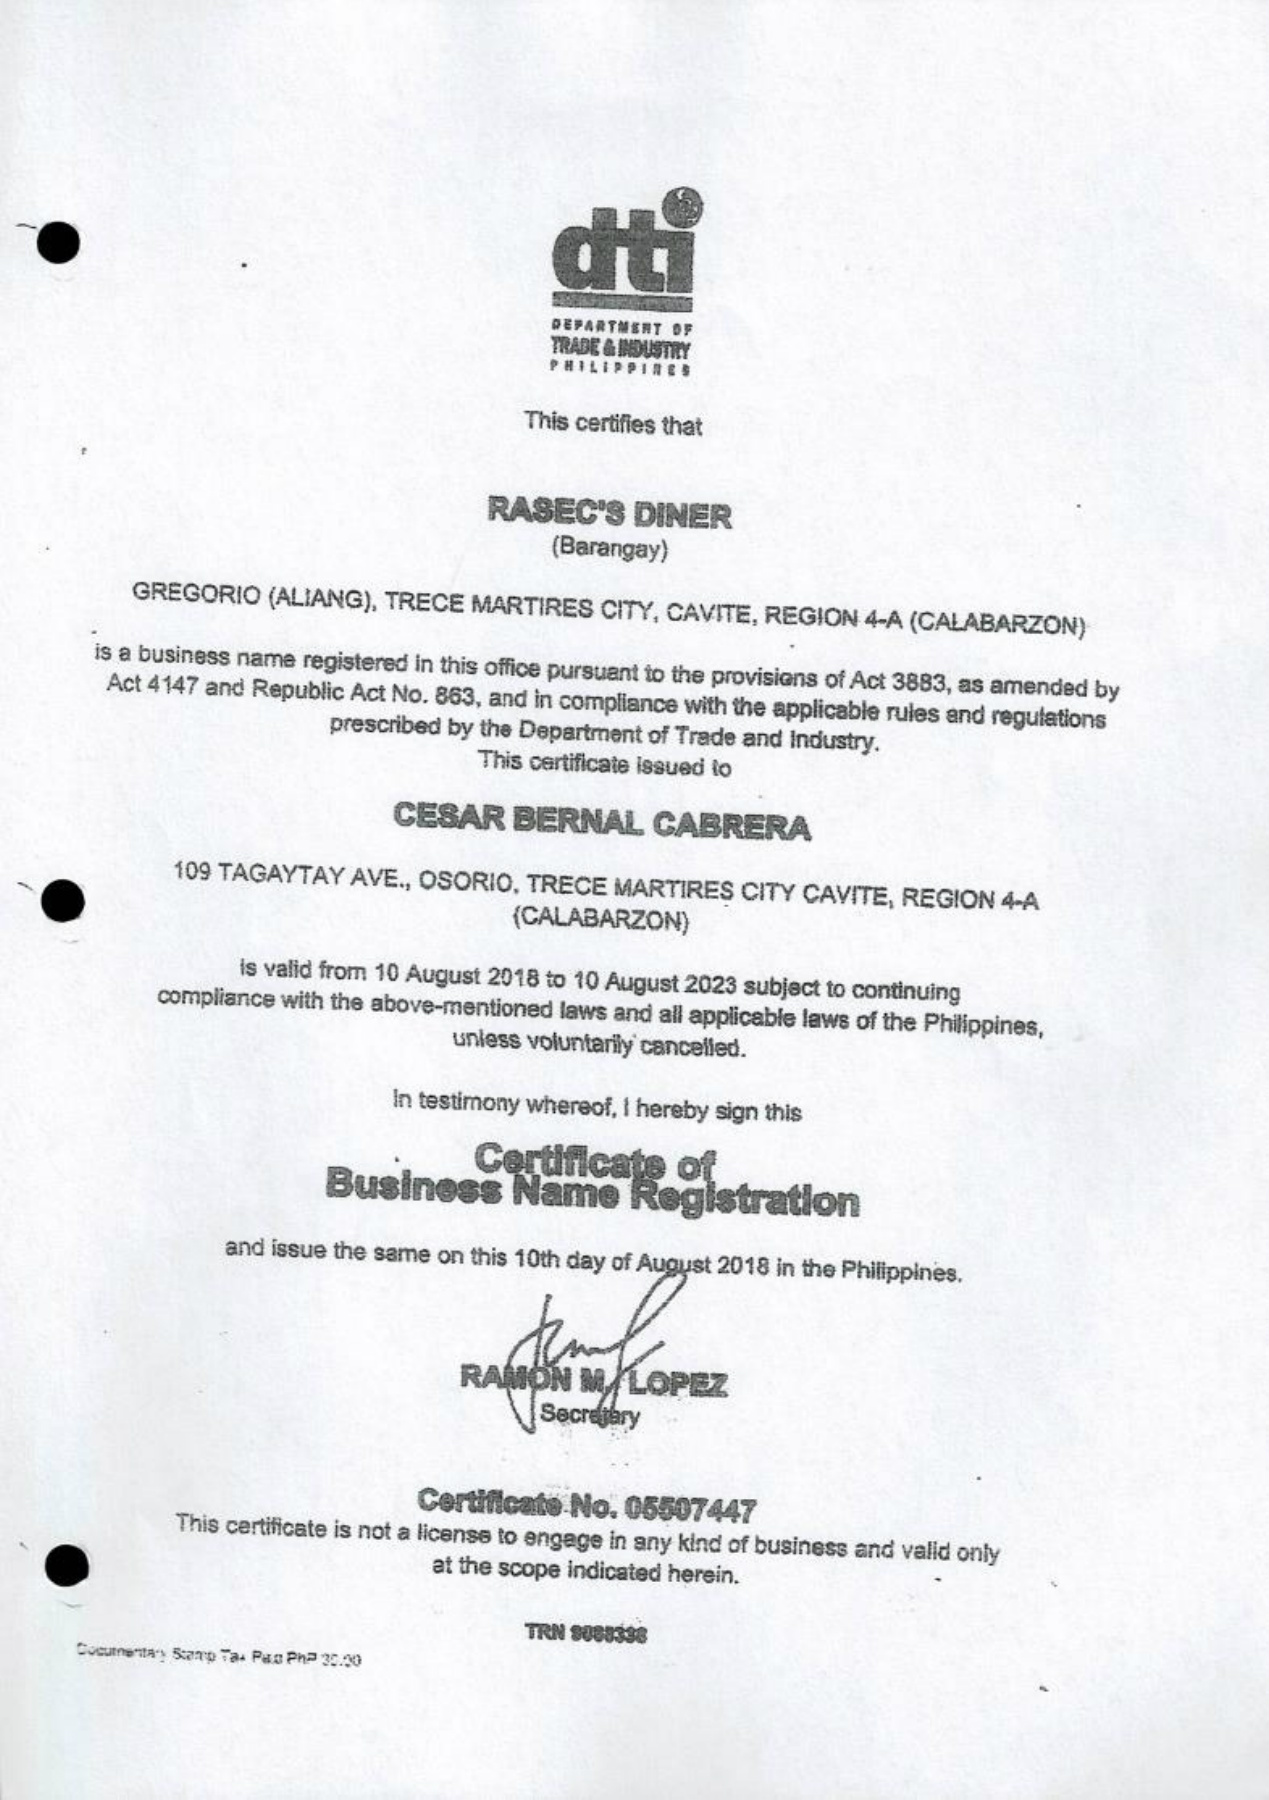 dti
DEPARTMENT OF
TRADE & INDUSTRY
PHILIPPINES
This certifies that
RASEC'S DINER
(Barangay)
GREGORIO (ALIANG), TRECE MARTIRES CITY, CAVITE, REGION 4-A (CALABARZON)
is a business name registered in this office pursuant to the provisions of Act 3883, as amended by
Act 4147 and Republic Act No. 863, and in compliance with the applicable rules and regulations
prescribed by the Department of Trade and Industry.
This certificate issued to
CESAR BERNAL CABRERA
109 TAGAYTAY AVE., OSORIO, TRECE MARTIRES CITY CAVITE, REGION 4-A
(CALABARZON)
is valid from 10 August 2018 to 10 August 2023 subject to continuing
compliance with the above-mentioned laws and all applicable laws of the Philippines,
unless voluntarily cancelled.
In testimony whereof, I hereby sign this
Certificate of
Business Name Registration
and issue the same on this 10th day of August 2018 in the Philippines.
RAMON M. LOPEZ
Secretary
Certificate No. 05507447
This certificate is not a license to engage in any kind of business and valid only
at the scope indicated herein.
TRN
Documentary Stamp Tax Paid PhP